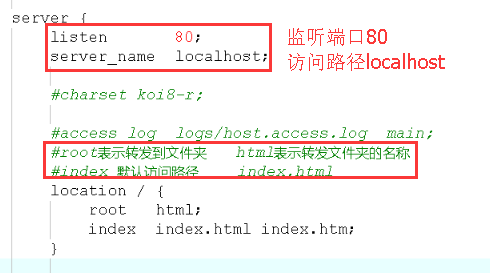 server {
listen 80;
server_name localhost;
监听端口80
访问路径localhost
#charset koi8-r;
#access_log logs/host.access.log main;
#root表示转发到文件夹 html表示转发文件夹的名称
#index 默认访问路径 index.html
location / {
root html;
index index.html index.htm;
}